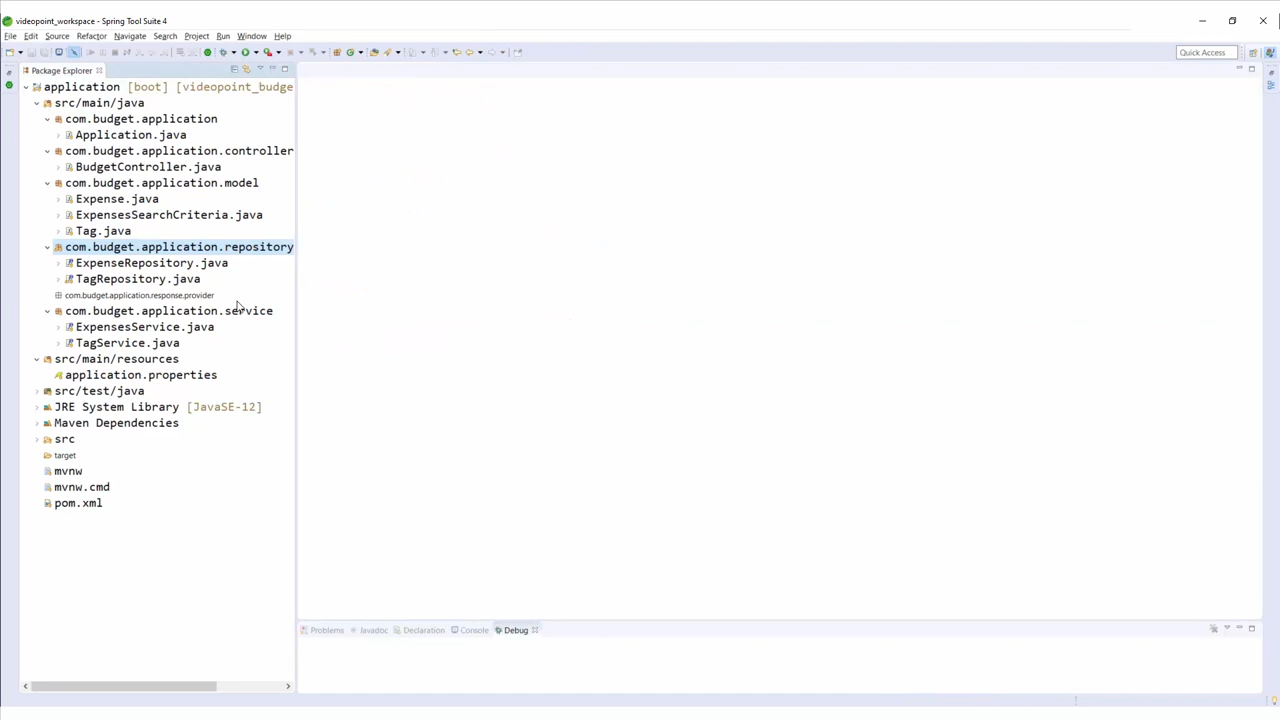 videopoint_workspace - Spring Tool Suite 4
File Edit Source Refactor Navigate Search Project Run Window Help
Quick Access
Package Explorer
application [boot] [videopoint_budge
src/main/java
com.budget.application
Application.java
com.budget.application.controller
BudgetController.java
com.budget.application.model
Expense.java
ExpensesSearchCriteria.java
Tag.java
com.budget.application.repository
ExpenseRepository.java
TagRepository.java
com.budget.application.response.provider
com.budget.application.service
ExpensesService.java
TagService.java
src/main/resources
application.properties
src/test/java
JRE System Library [JavaSE-12]
Maven Dependencies
src
target
mvnw
mvnw.cmd
pom.xml
Problems Javadoc Declaration Console Debug